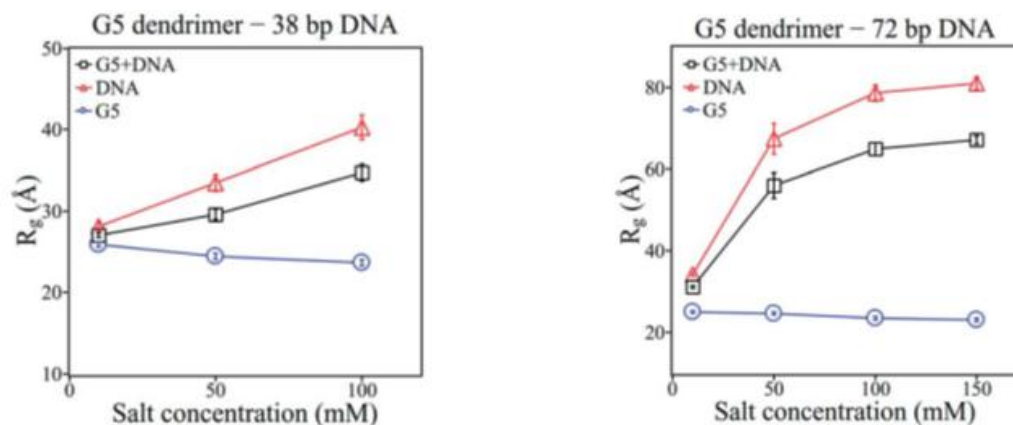 G5 dendrimer − 38 bp DNA
50
40
30
20
10
R_g (Å)
G5+DNA
DNA
G5
0
50
100
Salt concentration (mM)
G5 dendrimer − 72 bp DNA
80
60
40
20
R_g (Å)
G5+DNA
DNA
G5
0
50
100
150
Salt concentration (mM)